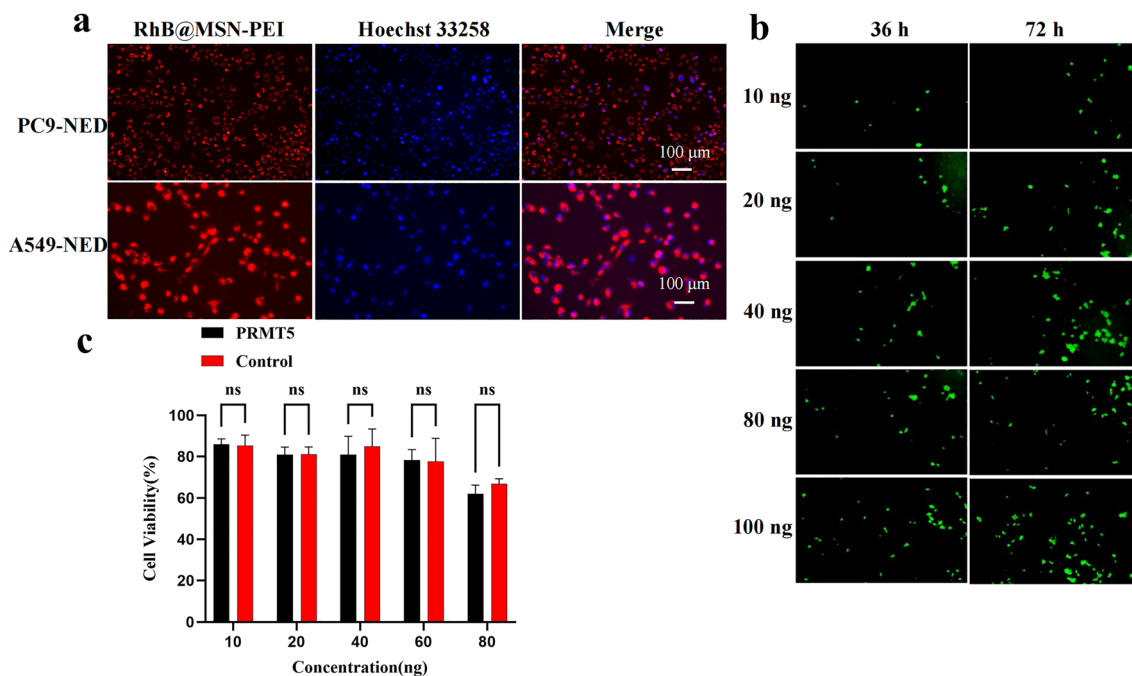 a
RhB@MSN-PEI Hoechst 33258 Merge
PC9-NED
100 μm
A549-NED
100 μm
b
36 h 72 h
10 ng
20 ng
40 ng
80 ng
100 ng
c
PRMT5
Control
ns ns ns ns ns
100
80
60
40
20
0
Cell Viability(%)
10 20 40 60 80
Concentration(ng)